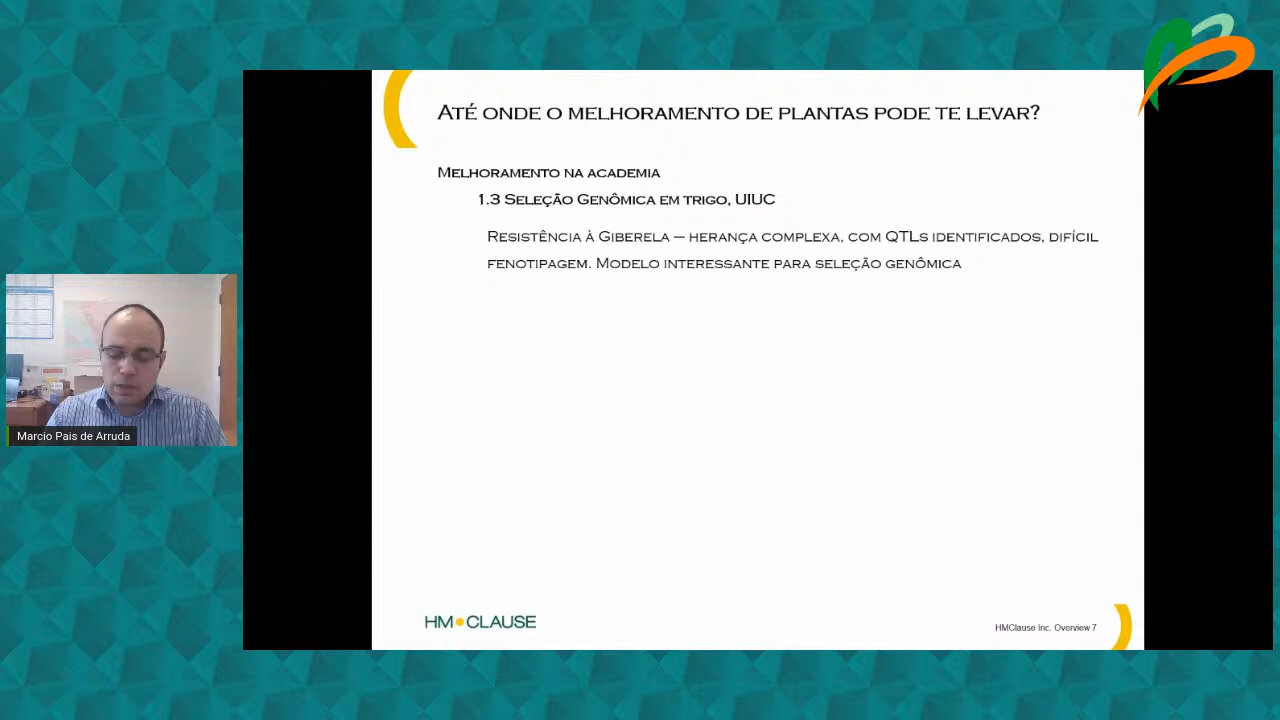 Até onde o melhoramento de plantas pode te levar?
Melhoramento na academia
1.3 Seleção Genômica em trigo, UIUC
Resistência à Giberela – herança complexa, com QTLs identificados, difícil
fenotipagem. Modelo interessante para seleção genômica
Marcio Pais de Arruda
HM•CLAUSE
HMClause Inc. Overview 7